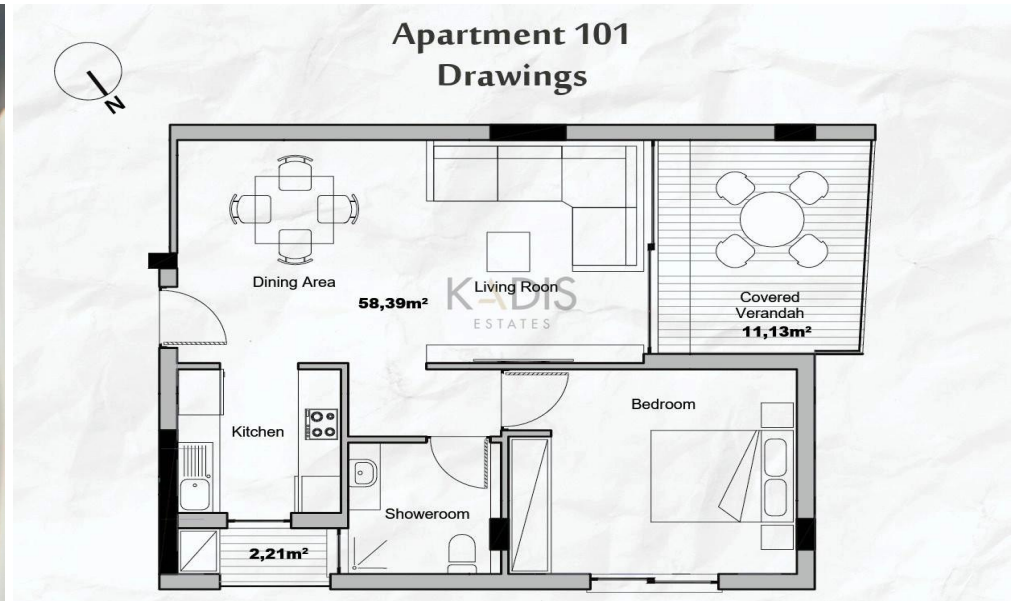 Apartment 101
Drawings
N
Dining Area
58,39m²
KADIS
ESTATES
Living Room
Covered
Verandah
11,13m²
Kitchen
Bedroom
Showeroom
2,21m²